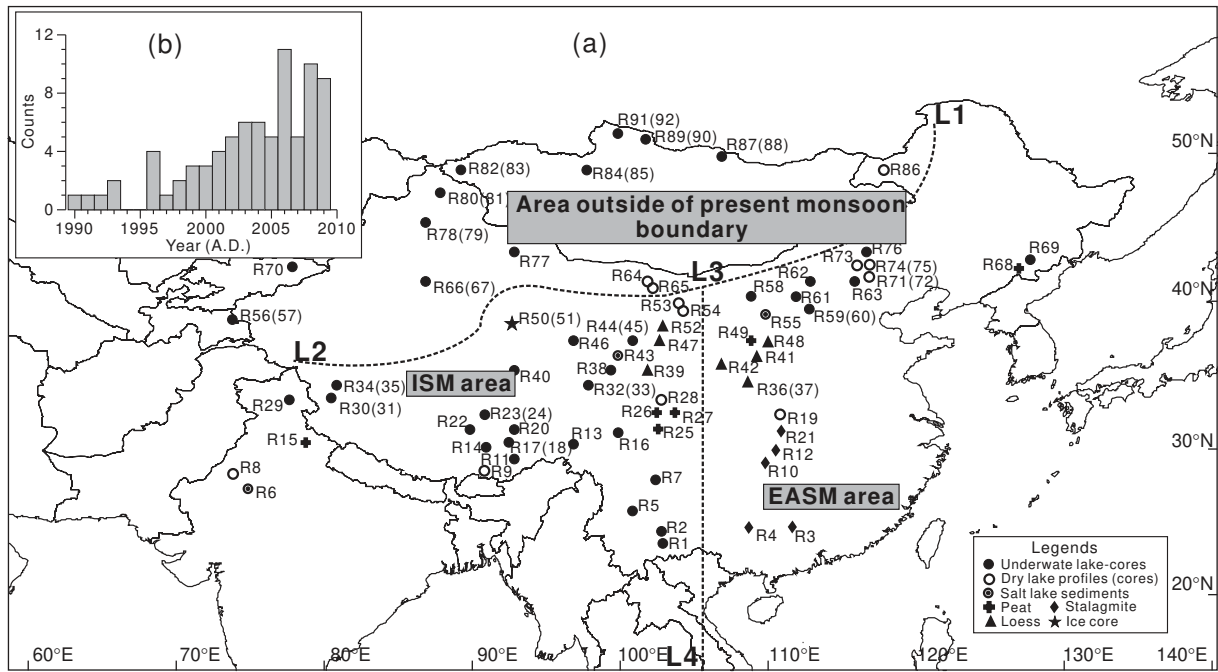 (b)
12
8
4
0
Counts
1990 1995 2000 2005 2010
Year (A.D.)
(a)
L1
50°N
R91(92)
R89(90)
R87(88)
R82(83)
R84(85)
R86
R80(81)
Area outside of present monsoon
boundary
R78(79)
R77
R76
R73
R74(75)
R69
R68
R70
R71(72)
R66(67)
R64
R65
L3
R62
R58
R63
R61
40°N
R53
R54
R59(60)
R56(57)
R50(51)
R52
R55
R44(45)
R46
R47
R49
R48
R43
R41
L2
R38
R39
R42
R40
ISM area
R36(37)
R34(35)
R32(33)
R30(31)
R29
R28
R26
R27
R19
R23(24)
R22
R20
R25
R21
R15
R14
R17(18)
R13
R16
R12
30°N
R11
R9
R10
R8
R6
R7
EASM area
R5
R2
R1
R4
R3
Legends
Underwate lake-cores
Dry lake profiles (cores)
Salt lake sediments
Peat Stalagmite
Loess Ice core
20°N
60°E 70°E 80°E 90°E 100°E L4 110°E 120°E 130°E